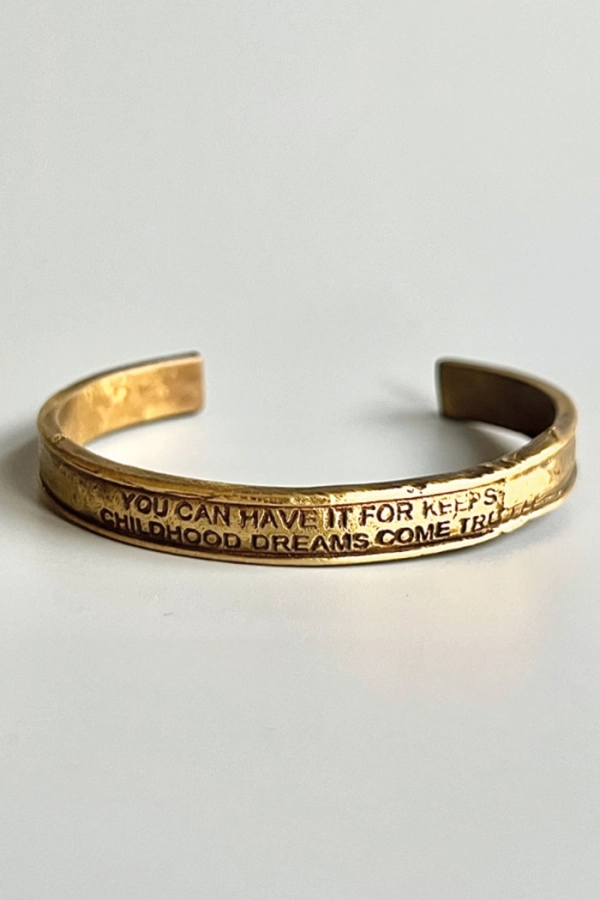 YOU CAN HAVE IT FOR KEEPS
CHILDHOOD DREAMS COME